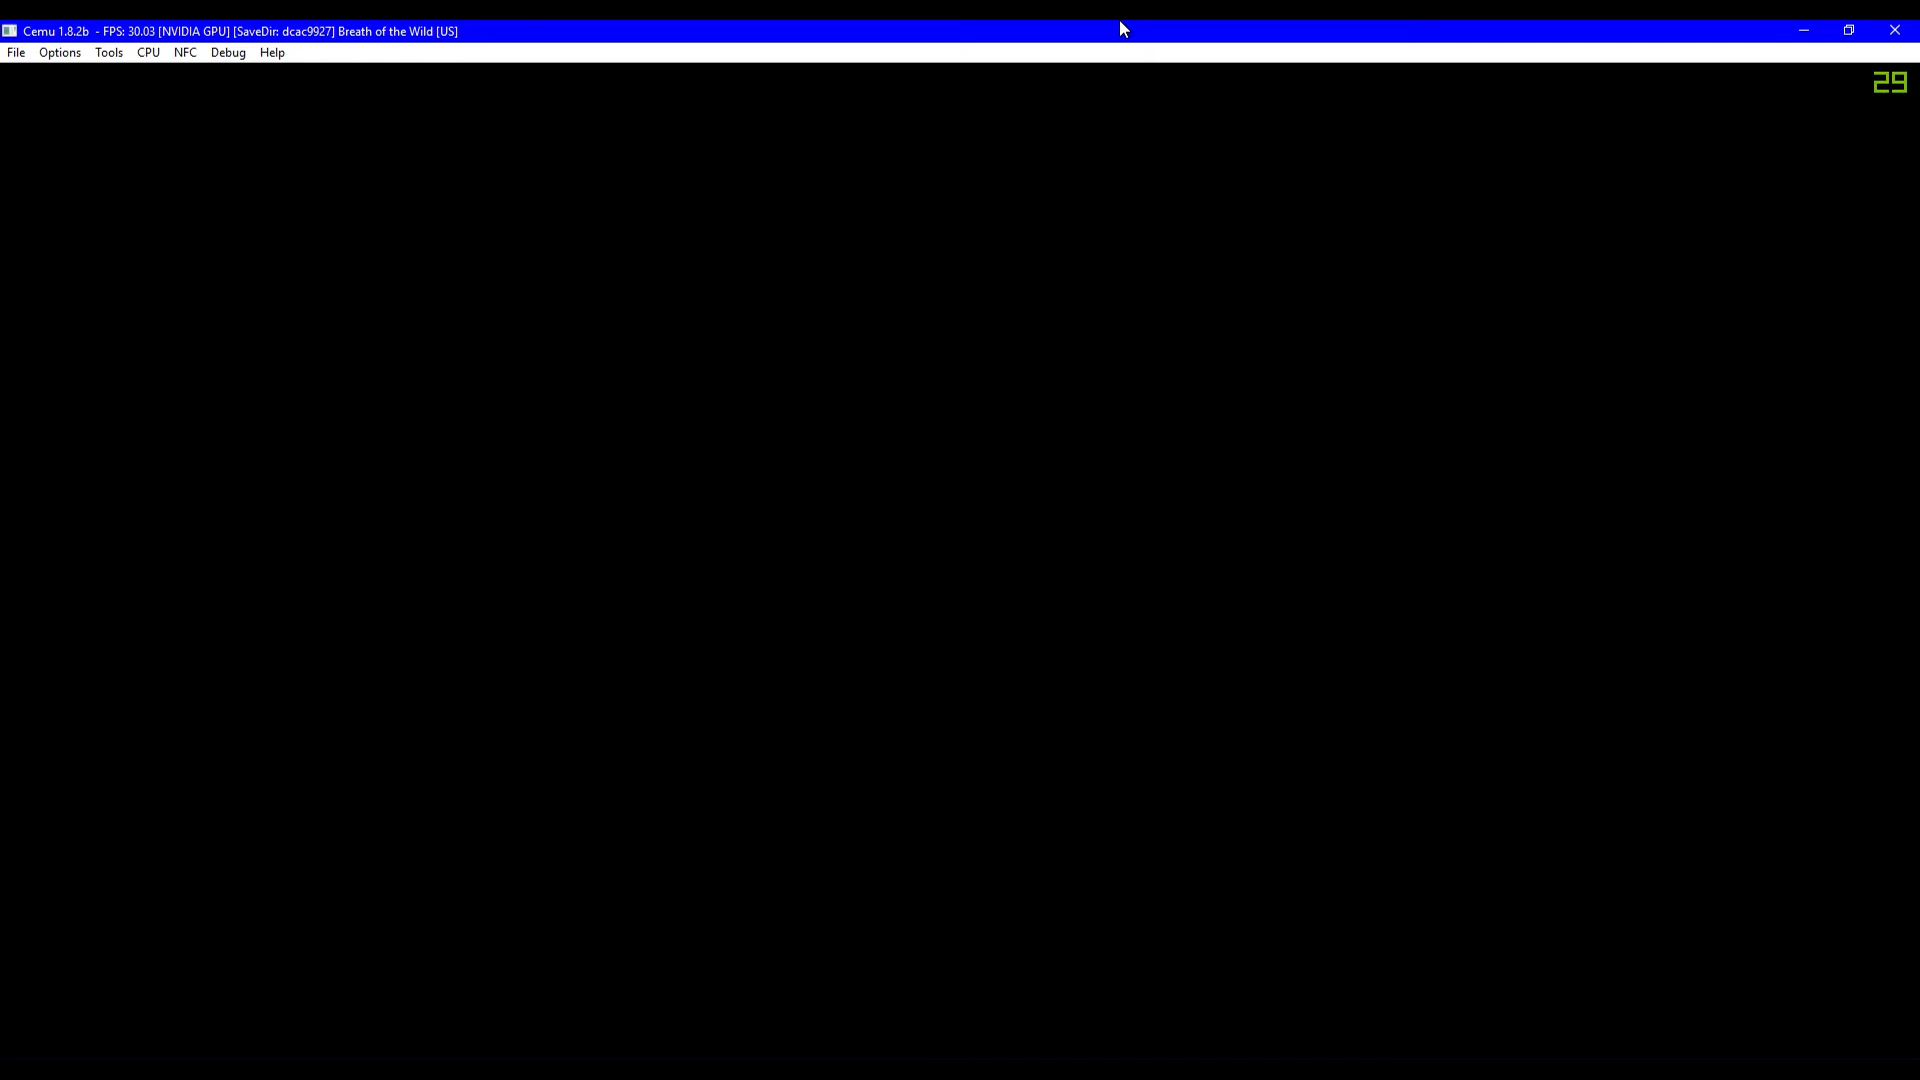 Cemu 1.8.2b - FPS: 30.03 [NVIDIA GPU] [SaveDir: dcac9927] Breath of the Wild [US]
File Options Tools CPU NFC Debug Help
29